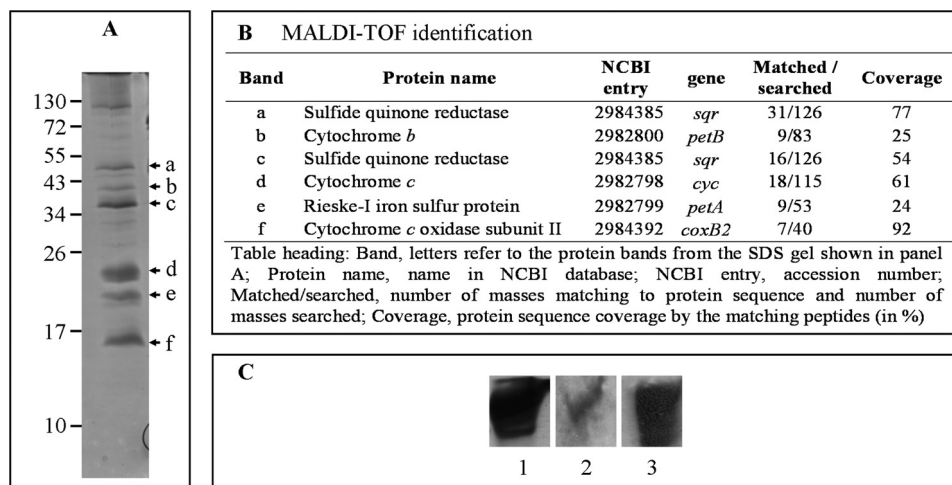 A
130
72
55
43
34
26
17
10
a
b
c
d
e
f
B MALDI-TOF identification
Band Protein name NCBI entry gene Matched / searched Coverage
a Sulfide quinone reductase 2984385 sqr 31/126 77
b Cytochrome b 2982800 petB 9/83 25
c Sulfide quinone reductase 2984385 sqr 16/126 54
d Cytochrome c 2982798 cyc 18/115 61
e Rieske-I iron sulfur protein 2982799 petA 9/53 24
f Cytochrome c oxidase subunit II 2984392 coxB2 7/40 92
Table heading: Band, letters refer to the protein bands from the SDS gel shown in panel
A; Protein name, name in NCBI database; NCBI entry, accession number;
Matched/searched, number of masses matching to protein sequence and number of
masses searched; Coverage, protein sequence coverage by the matching peptides (in %)
C
1 2 3